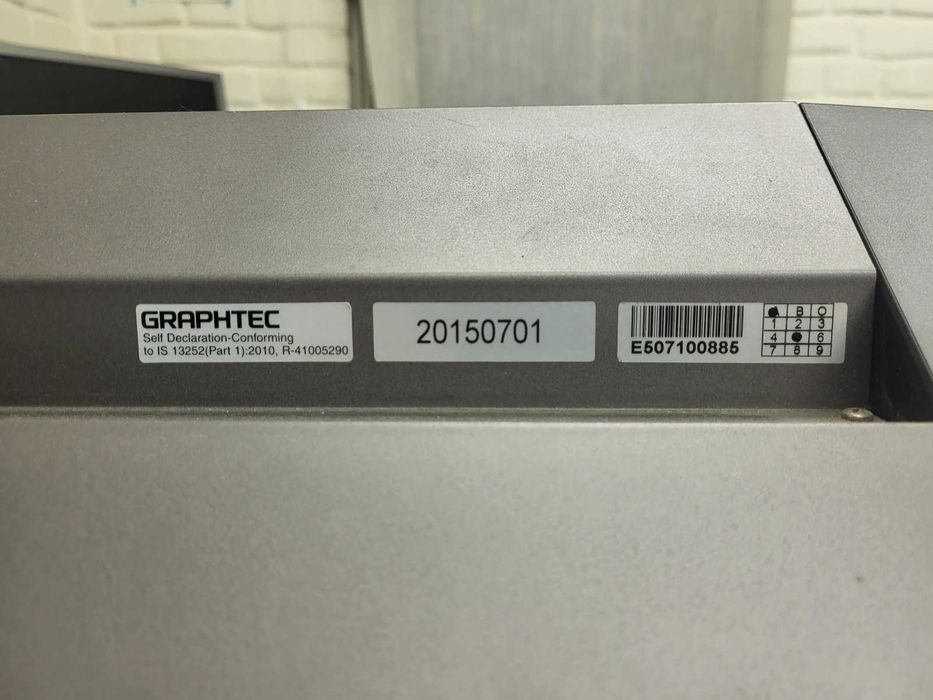 GRAPHTEC
Self Declaration-Conforming
to IS 13252(Part 1):2010, R-41005290
20150701
E507100885
B C
1 2 3
4 6
7 8 9